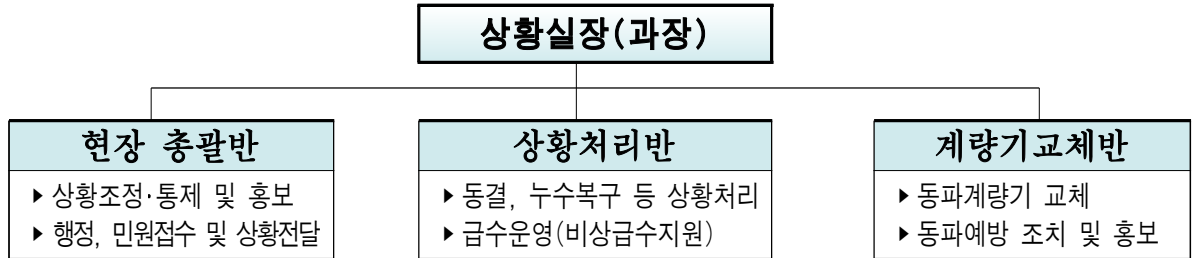 상황실장(과장)
현장 총괄반
▶ 상황조정·통제 및 홍보
▶ 행정, 민원접수 및 상황전달
상황처리반
▶ 동결, 누수복구 등 상황처리
▶ 급수운영(비상급수지원)
계량기교체반
▶ 동파계량기 교체
▶ 동파예방 조치 및 홍보